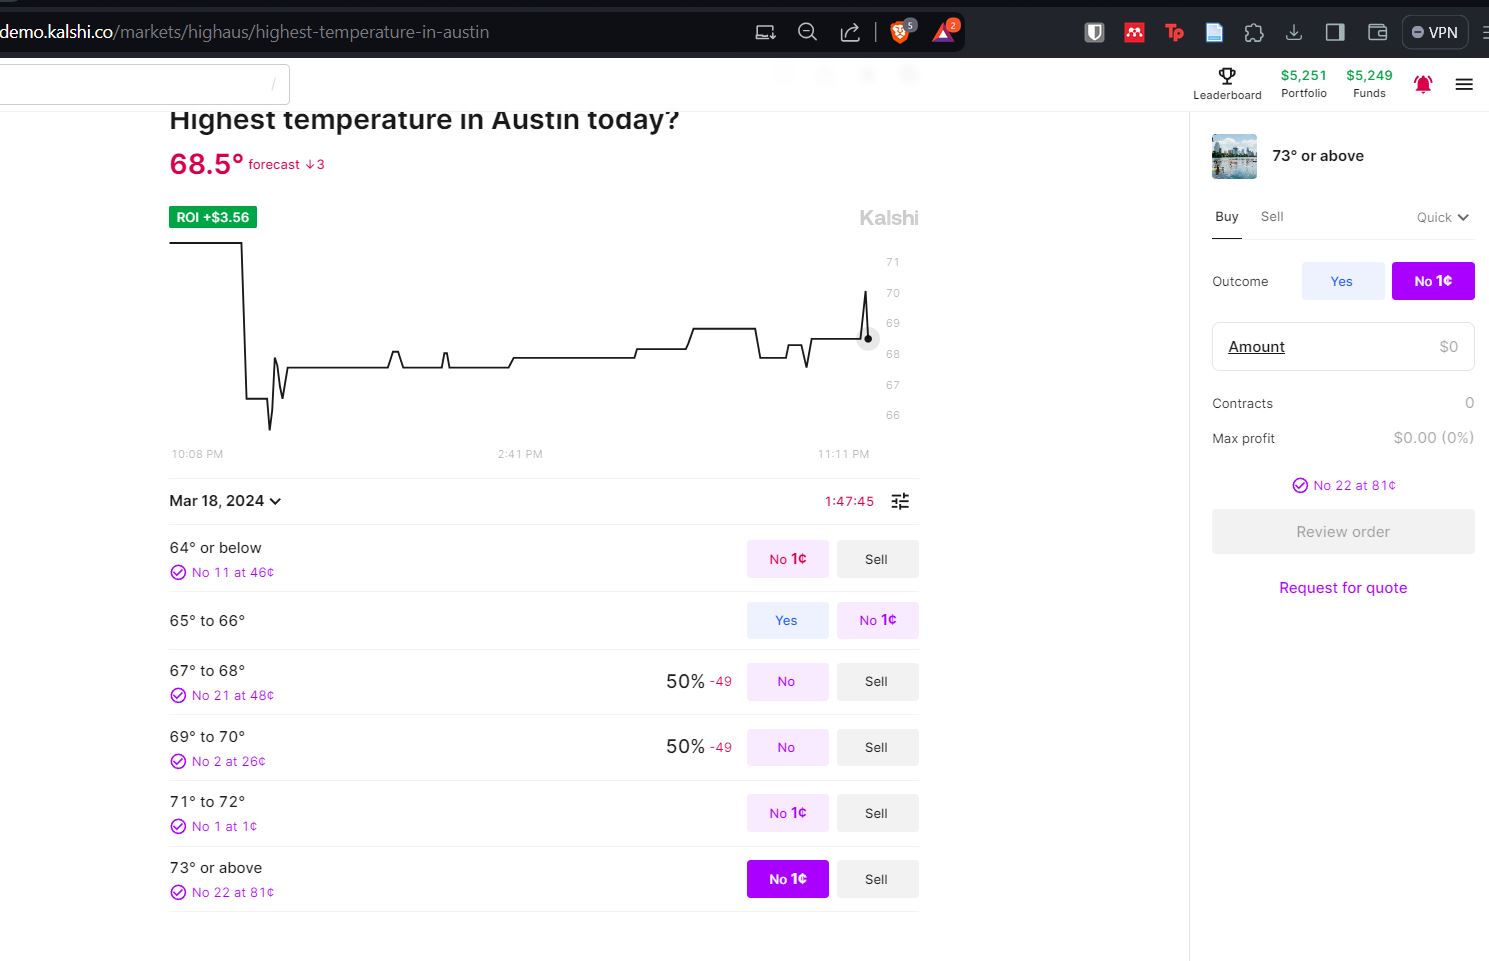 demo.kalshi.co/markets/highaus/highest-temperature-in-austin
5
2
Tp
VPN
/
Leaderboard
$5,251
Portfolio
$5,249
Funds
Highest temperature in Austin today?
68.5° forecast ↓3
ROI +$3.56
Kalshi
71
70
69
68
67
66
10:08 PM 2:41 PM 11:11 PM
Mar 18, 2024 1:47:45
64° or below
No 11 at 46¢
No 1¢ Sell
65° to 66°
Yes No 1¢
67° to 68°
No 21 at 48¢
50% -49 No Sell
69° to 70°
No 2 at 26¢
50% -49 No Sell
71° to 72°
No 1 at 1¢
No 1¢ Sell
73° or above
No 22 at 81¢
No 1¢ Sell
73° or above
Buy Sell Quick
Outcome Yes No 1¢
Amount $0
Contracts 0
Max profit $0.00 (0%)
No 22 at 81¢
Review order
Request for quote